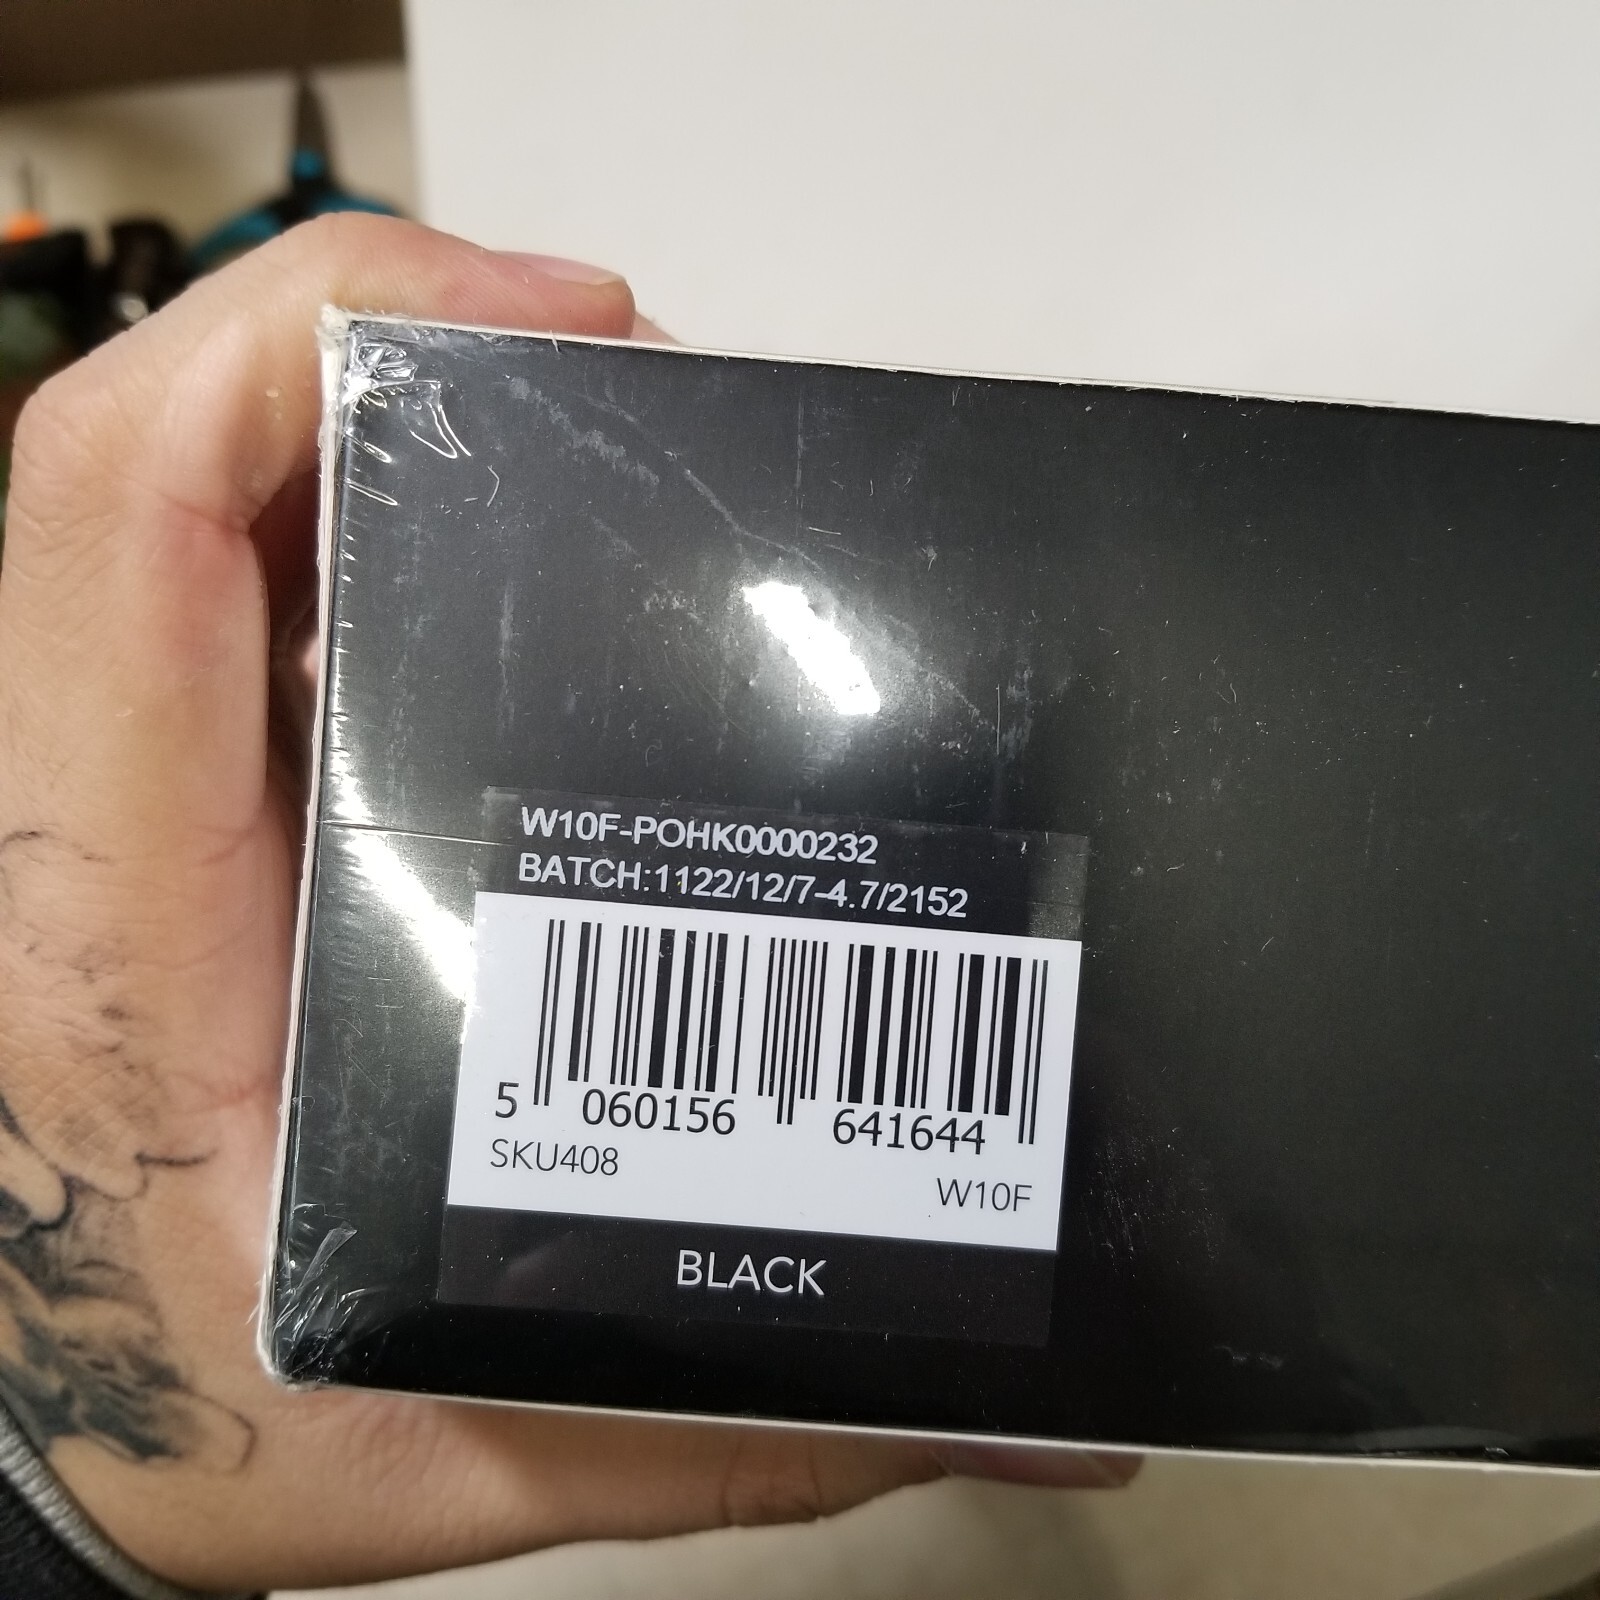 W10F-POHK0000232
BATCH:1122/12/7-4.7/2152
5 060156 641644
SKU408
W10F
BLACK